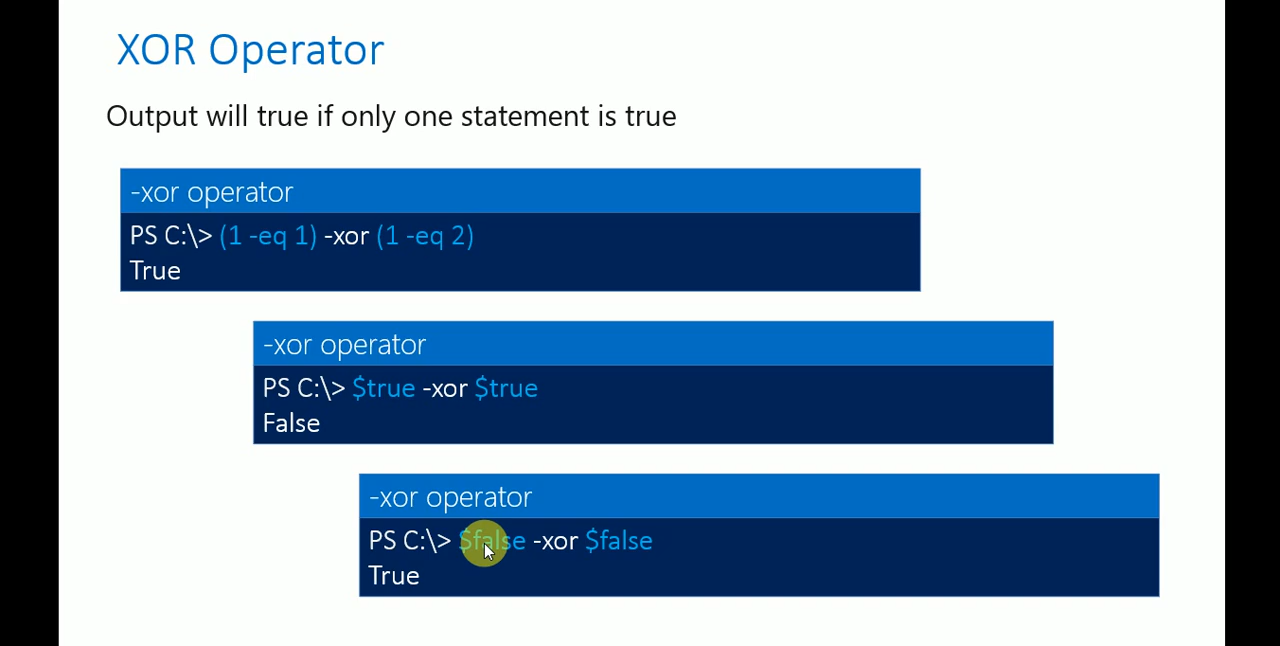 XOR Operator
Output will true if only one statement is true
-xor operator
PS C:\> (1 -eq 1) -xor (1 -eq 2)
True
-xor operator
PS C:\> $true -xor $true
False
-xor operator
PS C:\> $false -xor $false
True